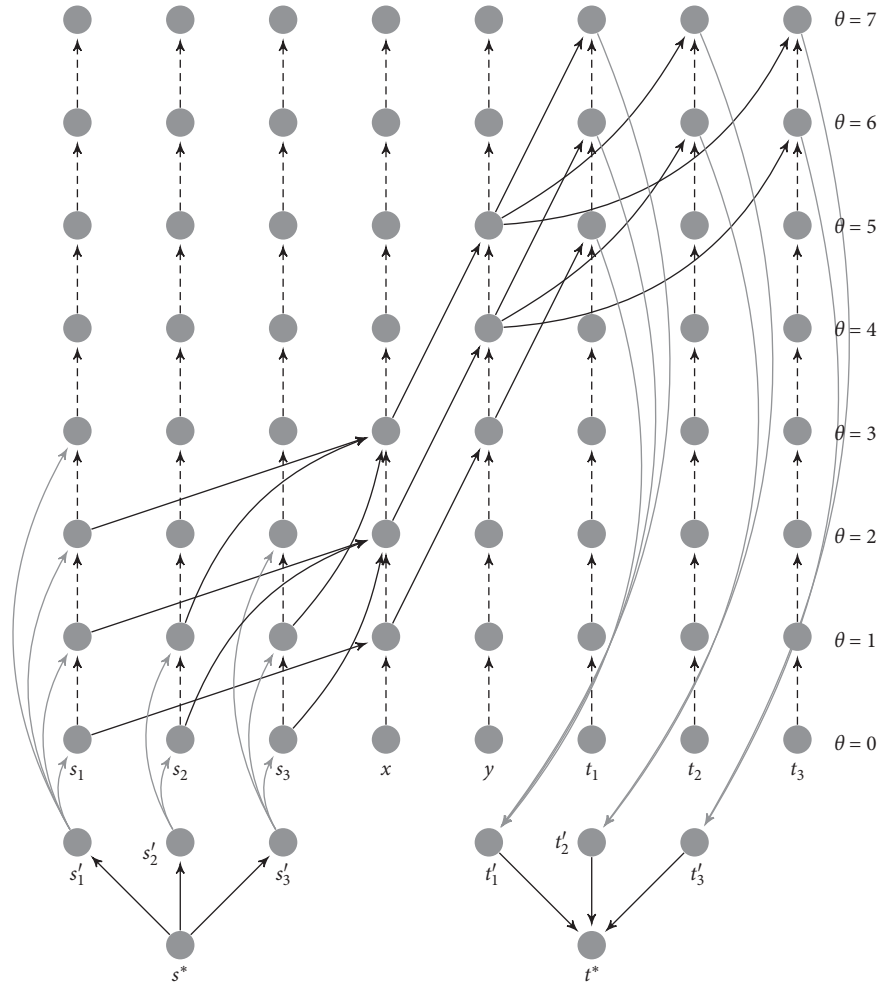 θ = 7
θ = 6
θ = 5
θ = 4
θ = 3
θ = 2
θ = 1
θ = 0
s₁ s₂ s₃ x y t₁ t₂ t₃
s′₁ s′₂ s′₃ t′₁ t′₂ t′₃
s* t*